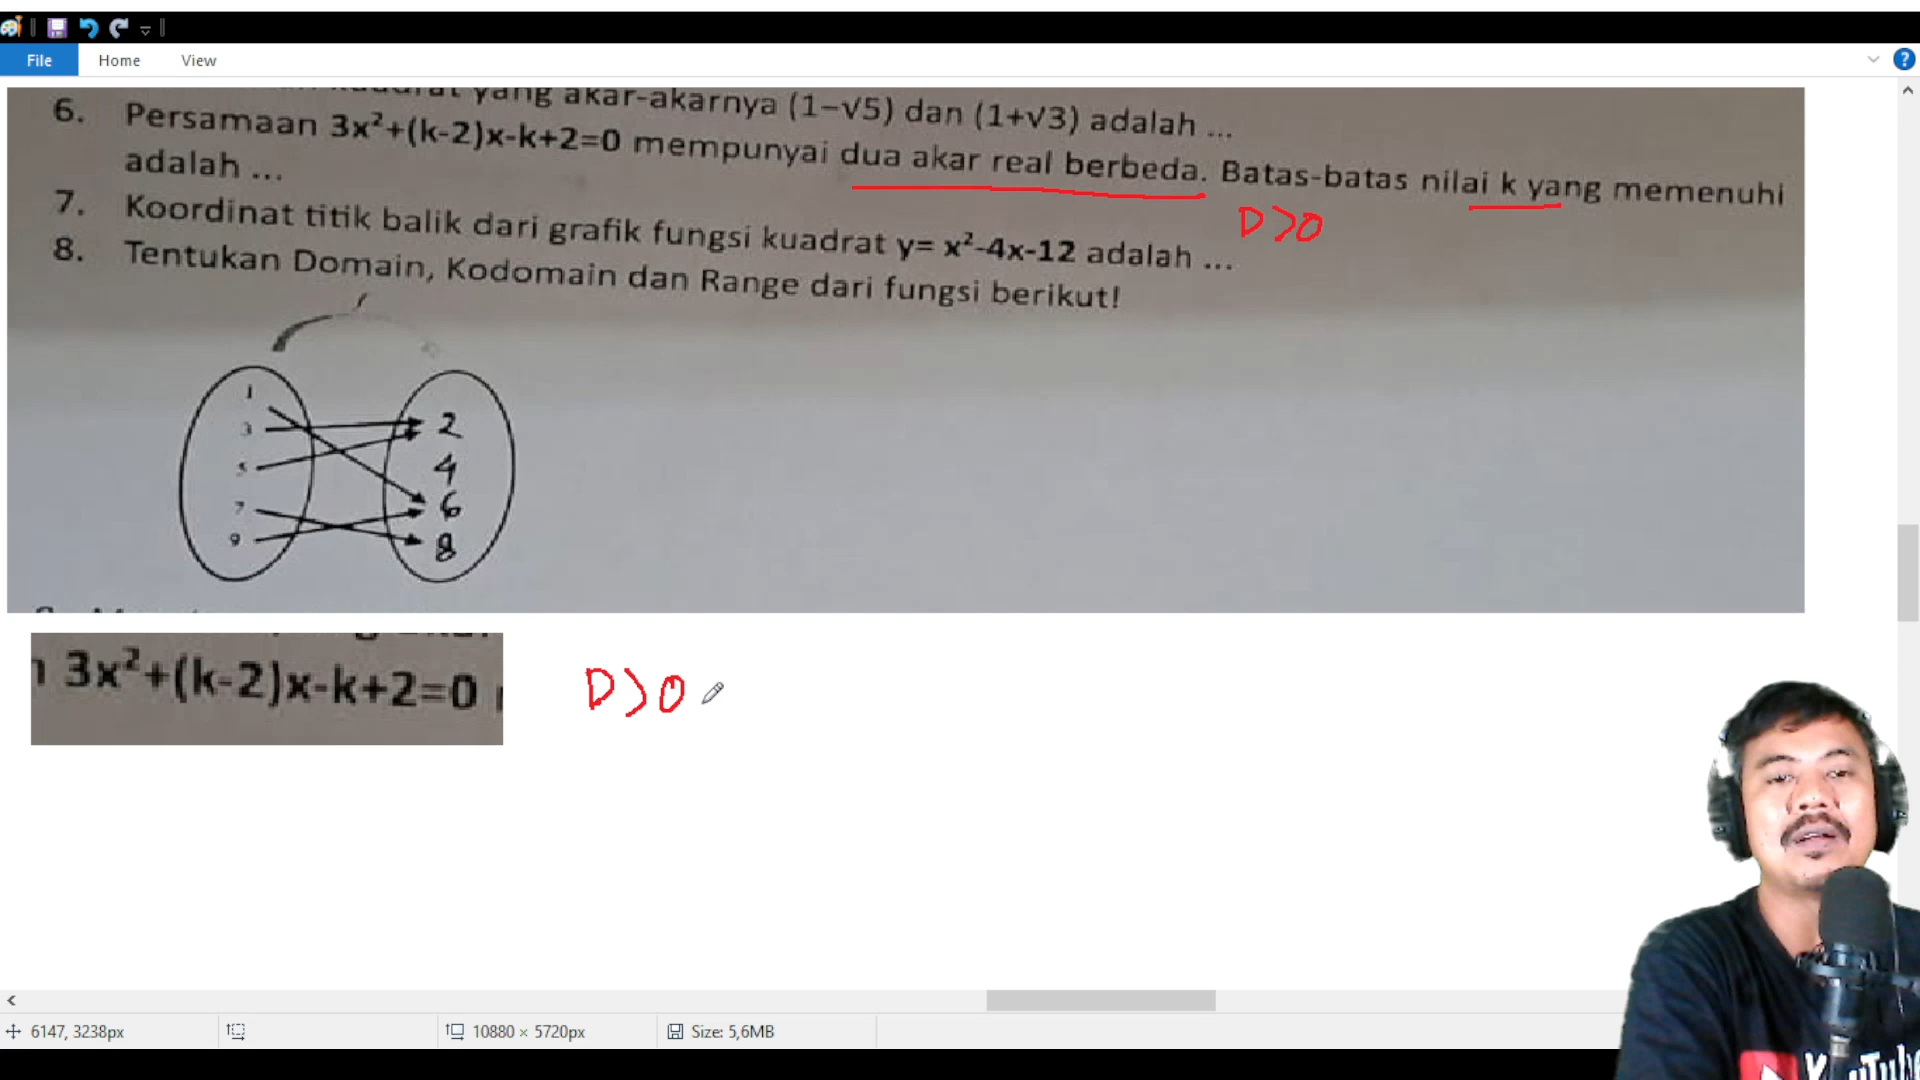 File Home View
yang akar-akarnya (1−√5) dan (1+√3) adalah ...
6. Persamaan 3x²+(k-2)x-k+2=0 mempunyai dua akar real berbeda. Batas-batas nilai k yang memenuhi
adalah ...
D>0
7. Koordinat titik balik dari grafik fungsi kuadrat y= x²-4x-12 adalah ...
8. Tentukan Domain, Kodomain dan Range dari fungsi berikut!
1
3 2
5 4
7 6
9 8
3x²+(k-2)x-k+2=0
D>0
6147, 3238px 10880 × 5720px Size: 5,6MB
YouTube